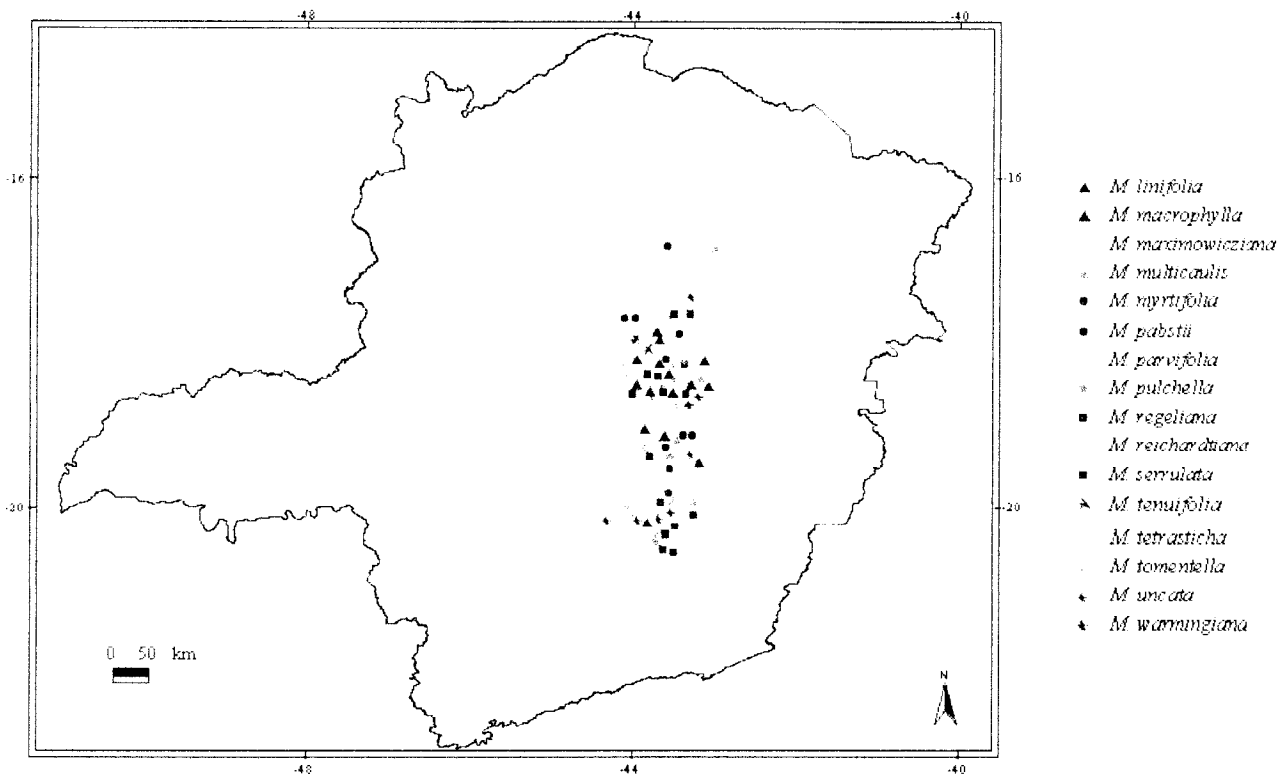 -48 -44 -40
-16 -16
-20 -20
0 50 km
N
-48 -44 -40
M. linifolia
M. macrophylla
M. maximowicziana
M. multicaulis
M. myrtifolia
M. pabstii
M. parvifolia
M. pulchella
M. regeliana
M. reichardtiana
M. serrulata
M. tenuifolia
M. tetrasticha
M. tomentella
M. uncata
M. warmingiana